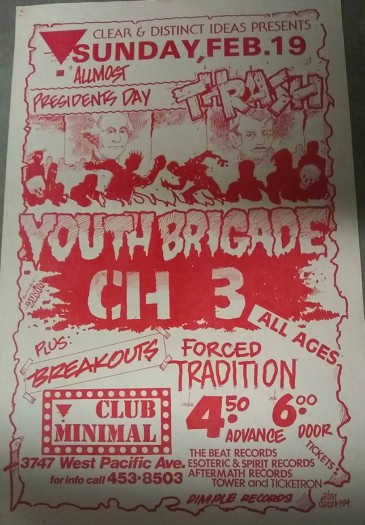 CLEAR & DISTINCT IDEAS PRESENTS
SUNDAY, FEB. 19
ALLMOST
PRESIDENTS DAY
THRASH
YOUTH BRIGADE
CH 3
ALL AGES
PLUS:
BREAKOUTS
FORCED
TRADITION
CLUB
MINIMAL
4.50 6.00
ADVANCE DOOR
3747 West Pacific Ave.
for info call 453-8503
TICKETS:
THE BEAT RECORDS
ESOTERIC & SPIRIT RECORDS
AFTERMATH RECORDS
TOWER and TICKETRON
DIMPLE RECORDS